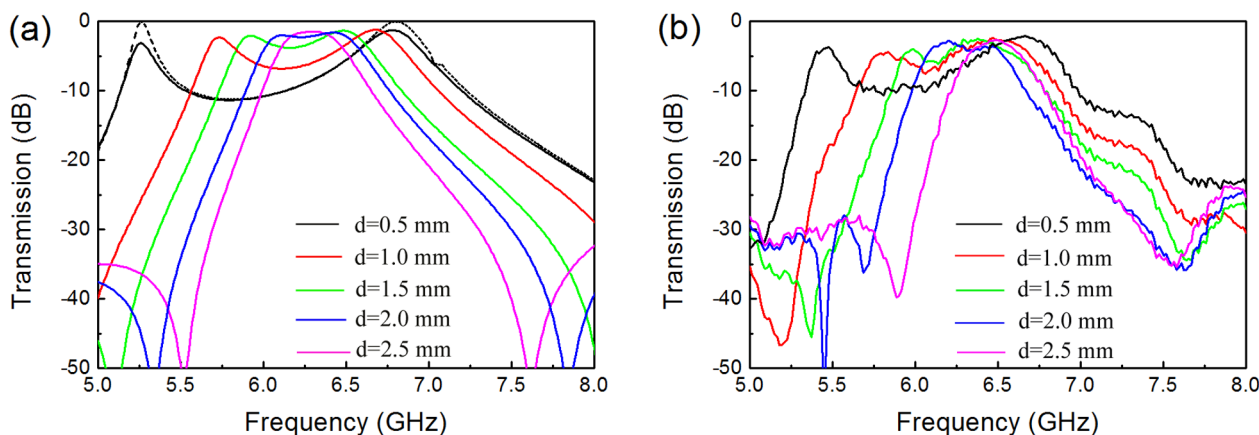 (a)
Transmission (dB)
0
-10
-20
-30
-40
-50
d=0.5 mm
d=1.0 mm
d=1.5 mm
d=2.0 mm
d=2.5 mm
5.0 5.5 6.0 6.5 7.0 7.5 8.0
Frequency (GHz)
(b)
Transmission (dB)
0
-10
-20
-30
-40
-50
d=0.5 mm
d=1.0 mm
d=1.5 mm
d=2.0 mm
d=2.5 mm
5.0 5.5 6.0 6.5 7.0 7.5 8.0
Frequency (GHz)